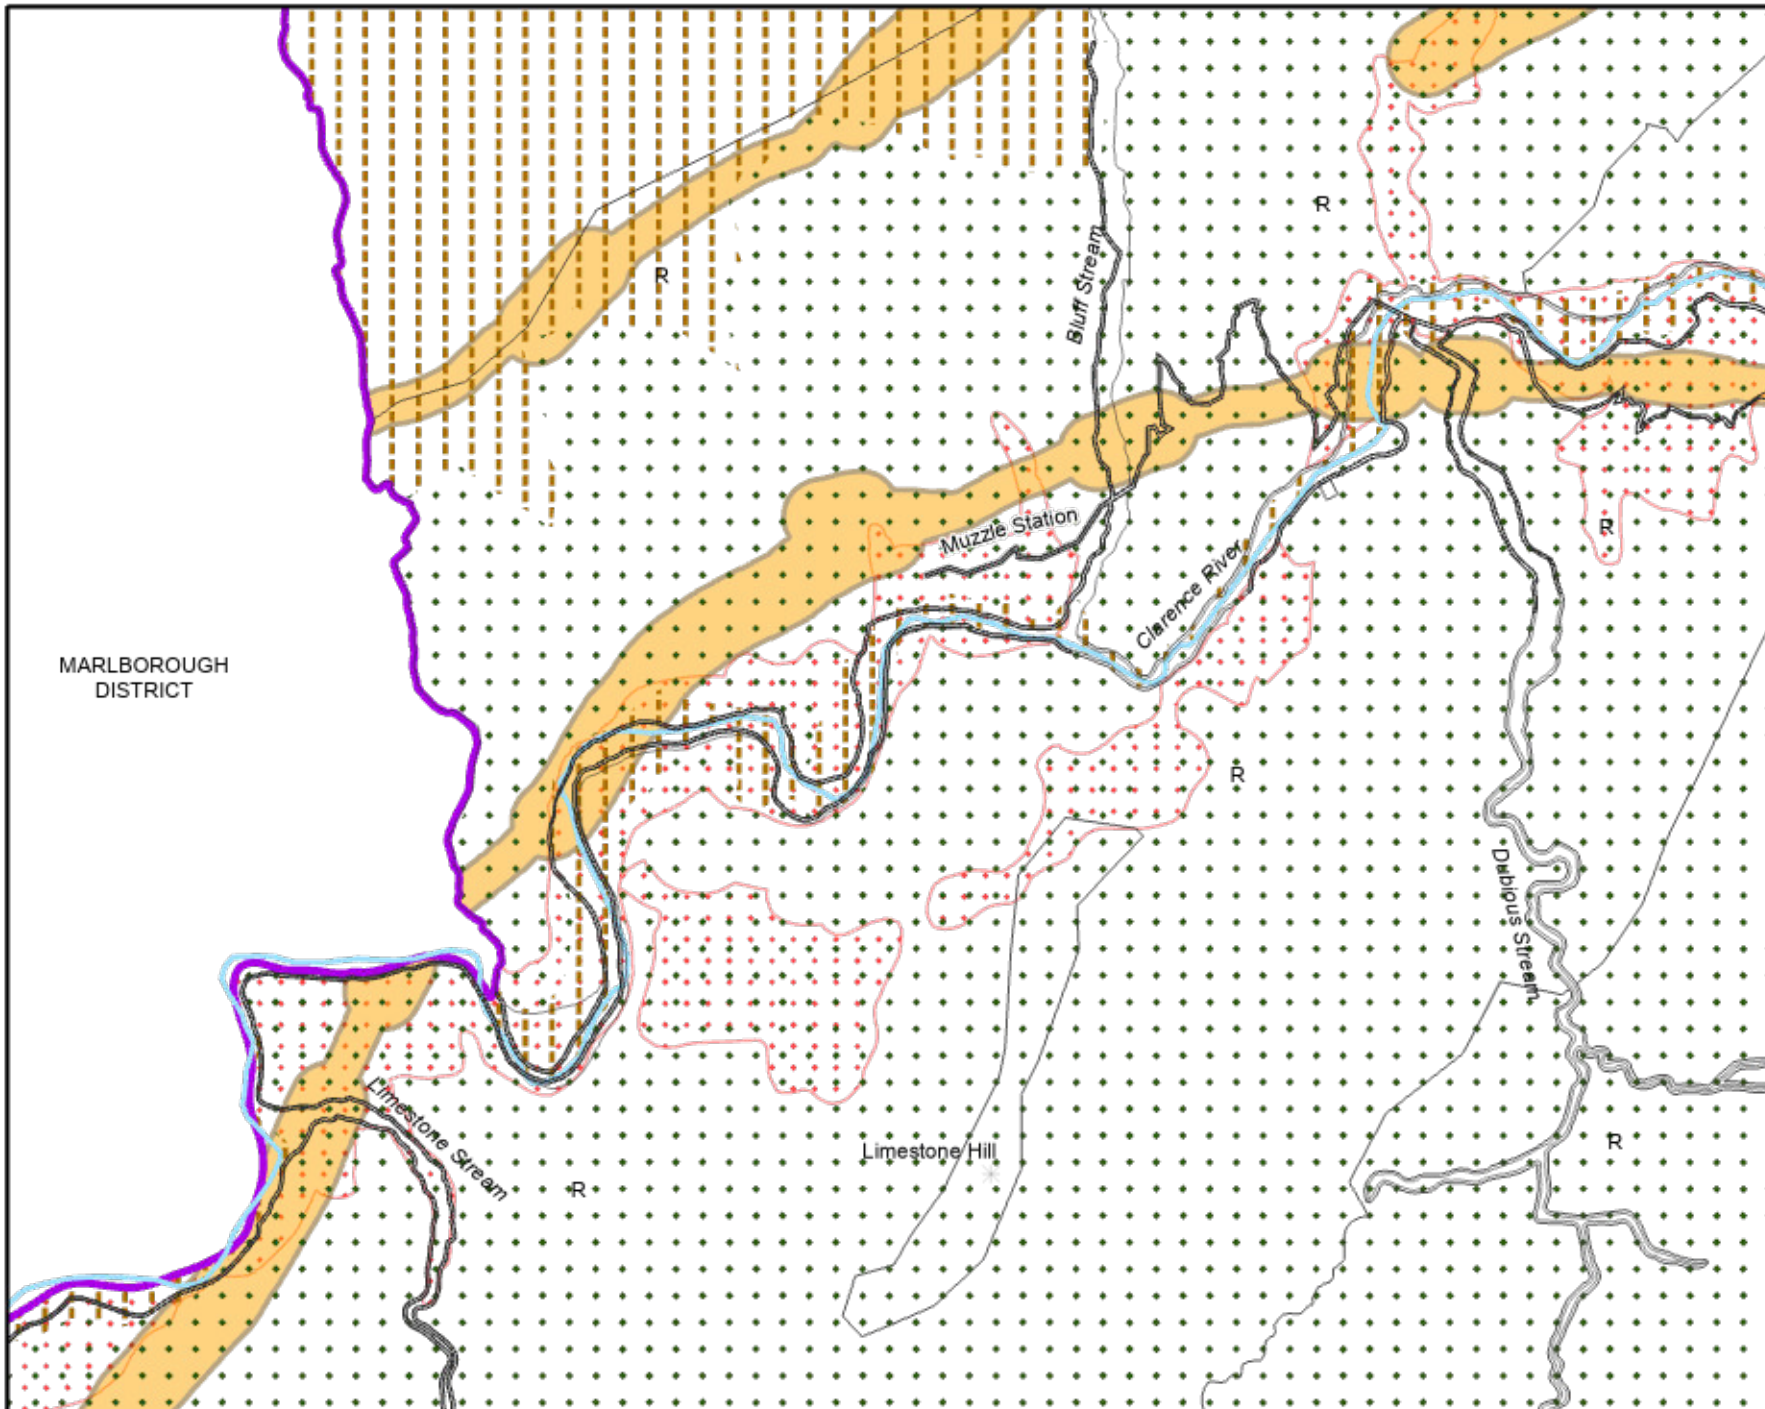 R
R
Bluff Stream
Muzzle Station
R
Clarence River
MARLBOROUGH
DISTRICT
R
Dubious Stream
Limestone Stream
Limestone Hill
R
R